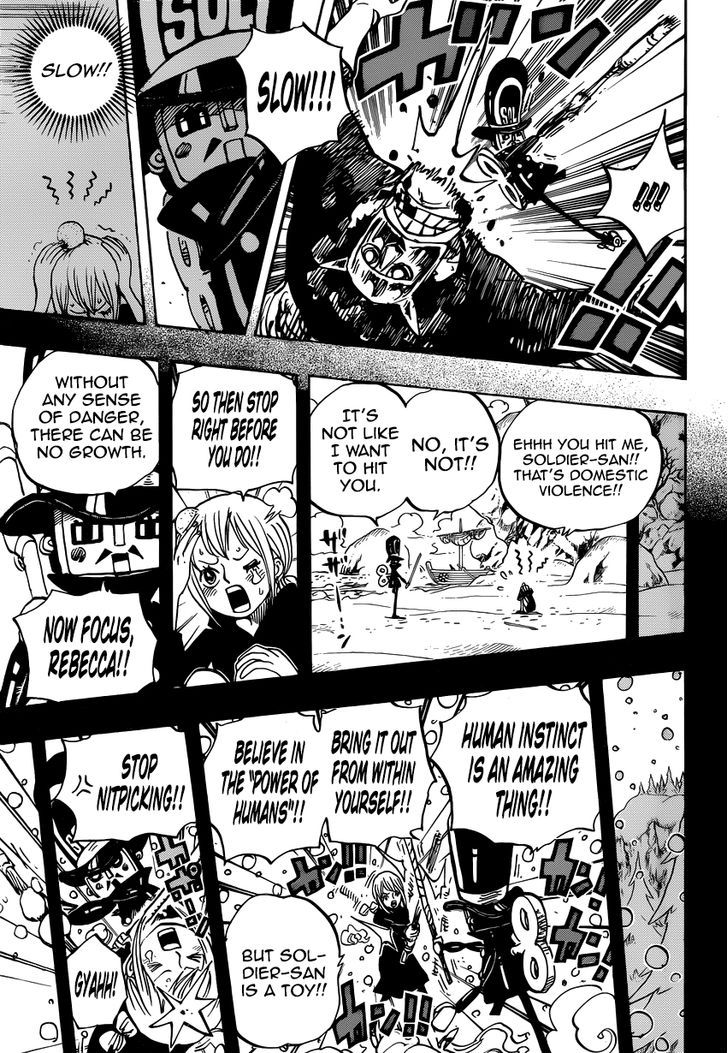 !!!
SOL
SLOW!!!
SOL
SLOW!!
EHHH YOU HIT ME,
SOLDIER-SAN!!
THAT'S DOMESTIC
VIOLENCE!!
NO, IT'S
NOT!!
IT'S
NOT LIKE
I WANT
TO HIT
YOU.
SO THEN STOP
RIGHT BEFORE
YOU DO!!
WITHOUT
ANY SENSE
OF DANGER,
THERE CAN BE
NO GROWTH.
NOW FOCUS,
REBECCA!!
HUMAN INSTINCT
IS AN AMAZING
THING!!
BRING IT OUT
FROM WITHIN
YOURSELF!!
BELIEVE IN
THE "POWER OF
HUMANS"!!
BUT SOL-
DIER-SAN
IS A TOY!!
STOP
NITPICKING!!
GYAHH!